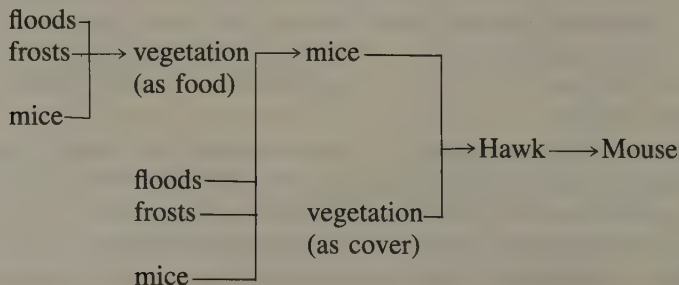 floods
frosts
vegetation
mice
(as food)
mice
Hawk
Mouse
floods
frosts
vegetation
(as cover)
mice